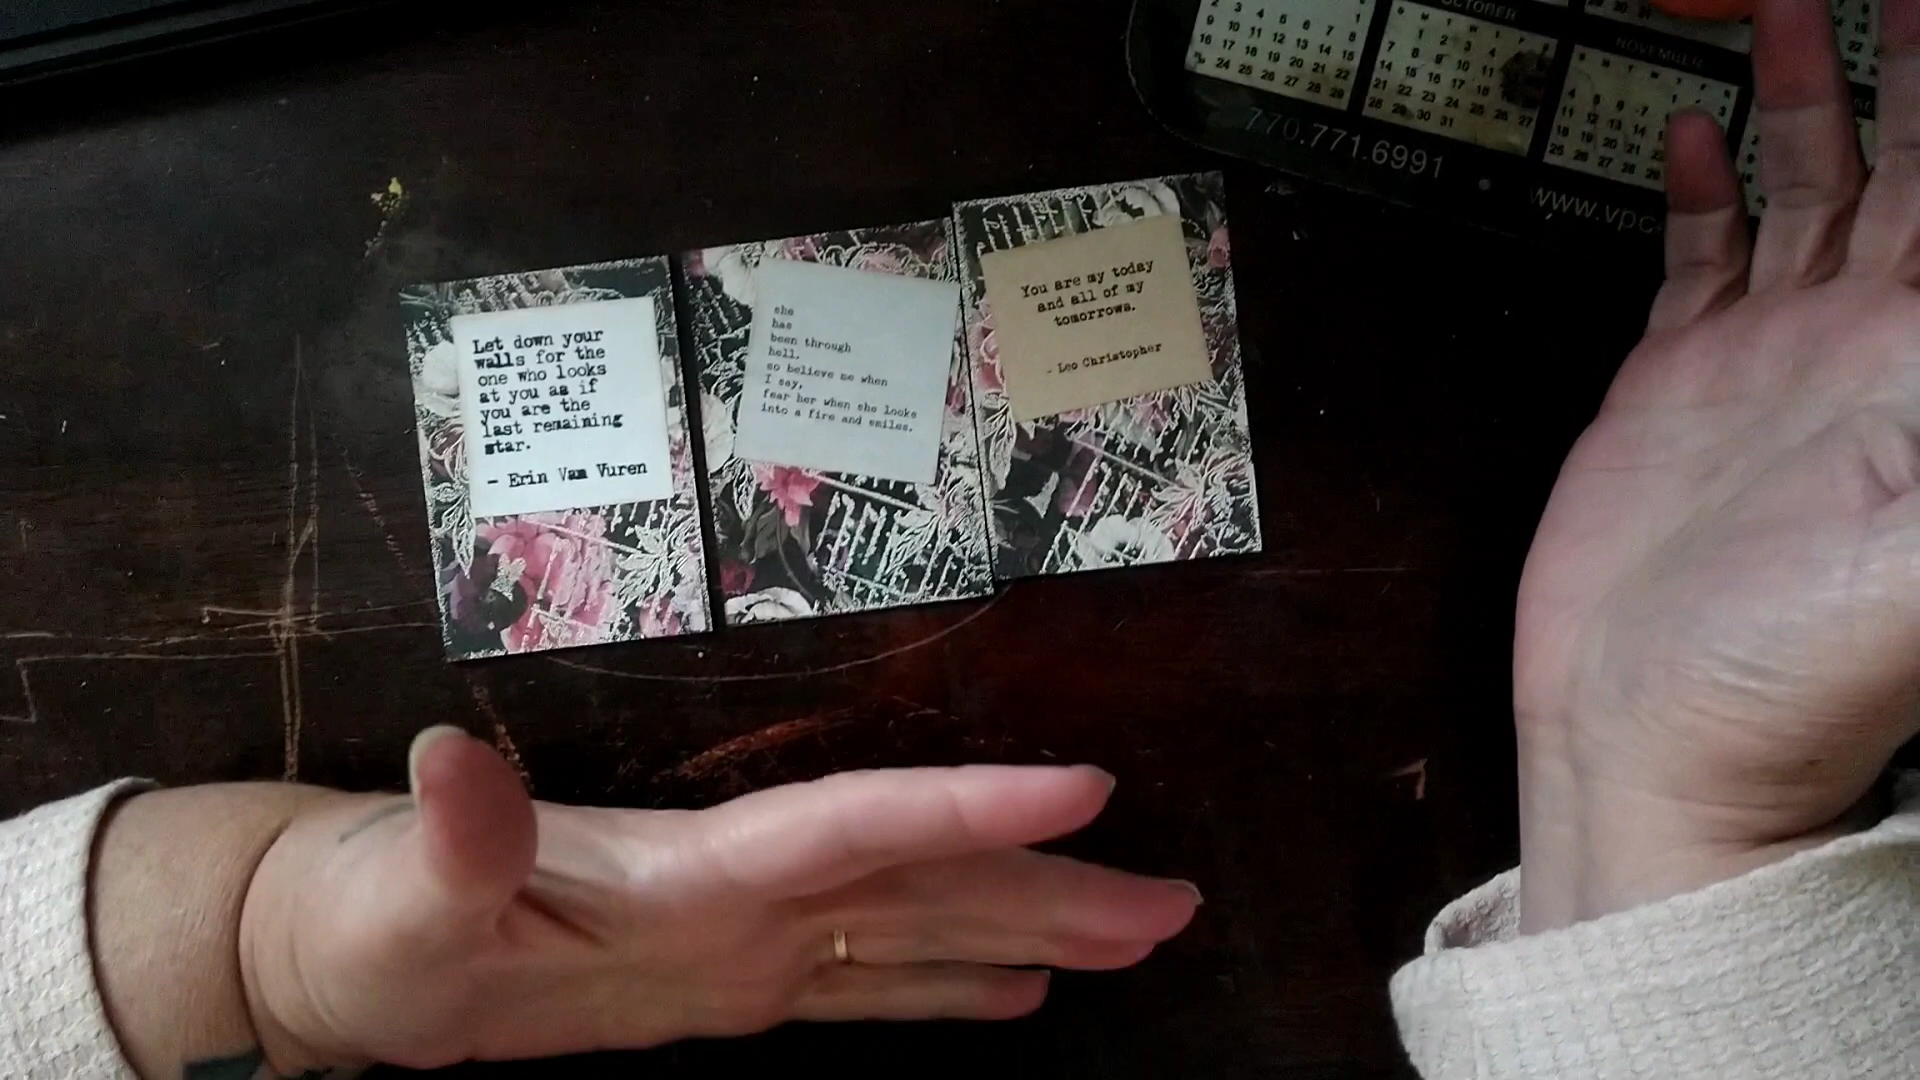 Let down your
walls for the
one who looks
at you as if
you are the
last remaining
star.
- Erin Van Vuren
she
has
been through
hell,
so believe me when
I say,
fear her when she looks
into a fire and smiles.
You are my today
and all of my
tomorrows.
- Leo Christopher
OCTOBER
NOVEMBER
770.771.6991
www.vpc